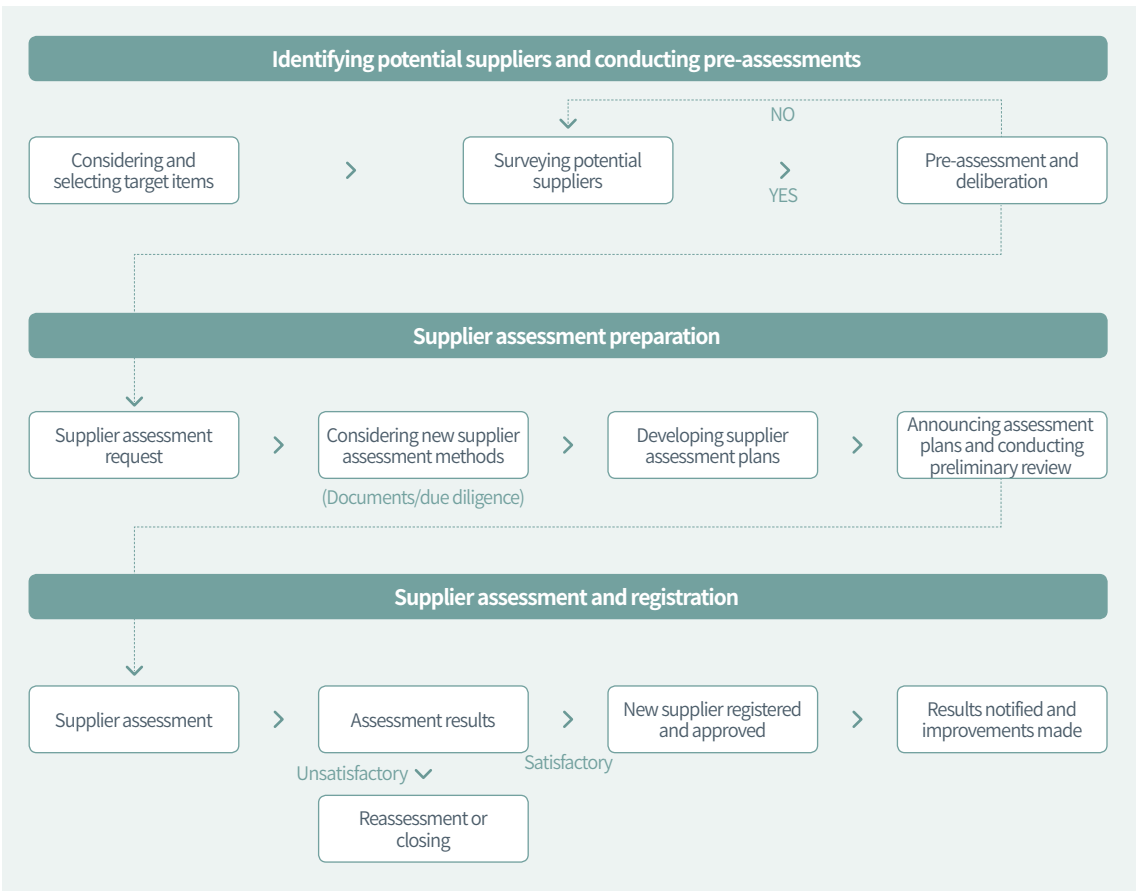 Identifying potential suppliers and conducting pre-assessments
NO
Considering and
selecting target items
Surveying potential
suppliers
YES
Pre-assessment and
deliberation
Supplier assessment preparation
Supplier assessment
request
Considering new supplier
assessment methods
(Documents/due diligence)
Developing supplier
assessment plans
Announcing assessment
plans and conducting
preliminary review
Supplier assessment and registration
Supplier assessment
Assessment results
Unsatisfactory
Satisfactory
Reassessment or
closing
New supplier registered
and approved
Results notified and
improvements made